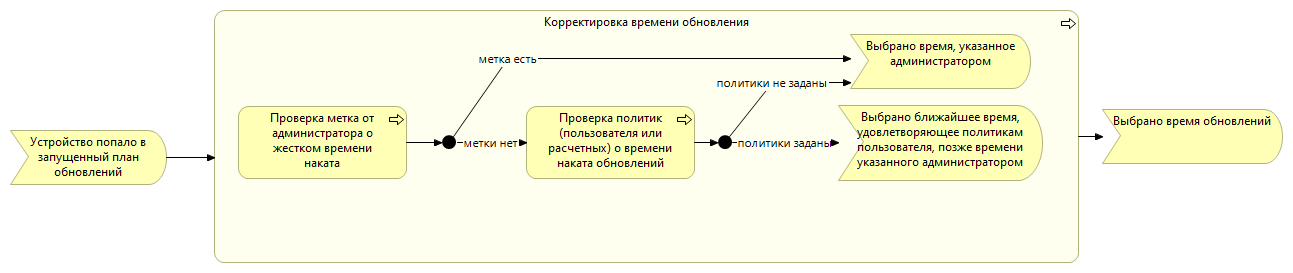 Корректировка времени обновления
Устройство попало в
запущенный план
обновлений
Проверка метка от
администратора о
жестком времени
наката
метка есть
метки нет
Проверка политик
(пользователя или
расчетных) о времени
наката обновлений
политики не заданы
политики заданы
Выбрано время, указанное
администратором
Выбрано ближайшее время,
удовлетворяющее политикам
пользователя, позже времени
указанного администратором
Выбрано время обновлений